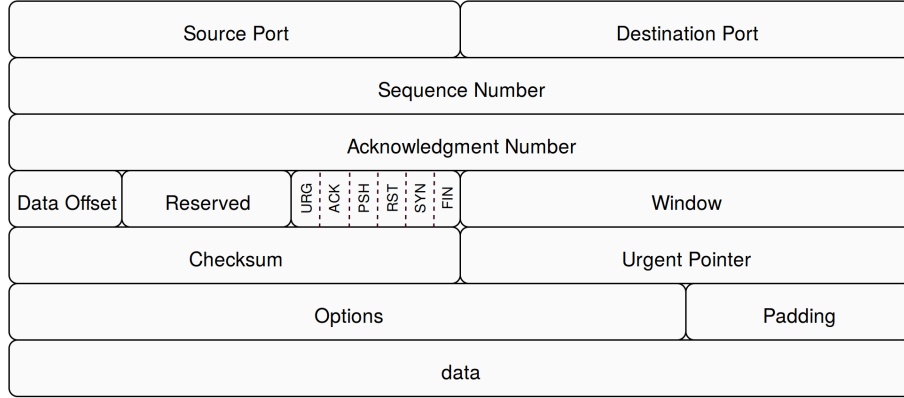 Source Port Destination Port
Sequence Number
Acknowledgment Number
Data Offset Reserved URG ACK PSH RST SYN FIN Window
Checksum Urgent Pointer
Options Padding
data